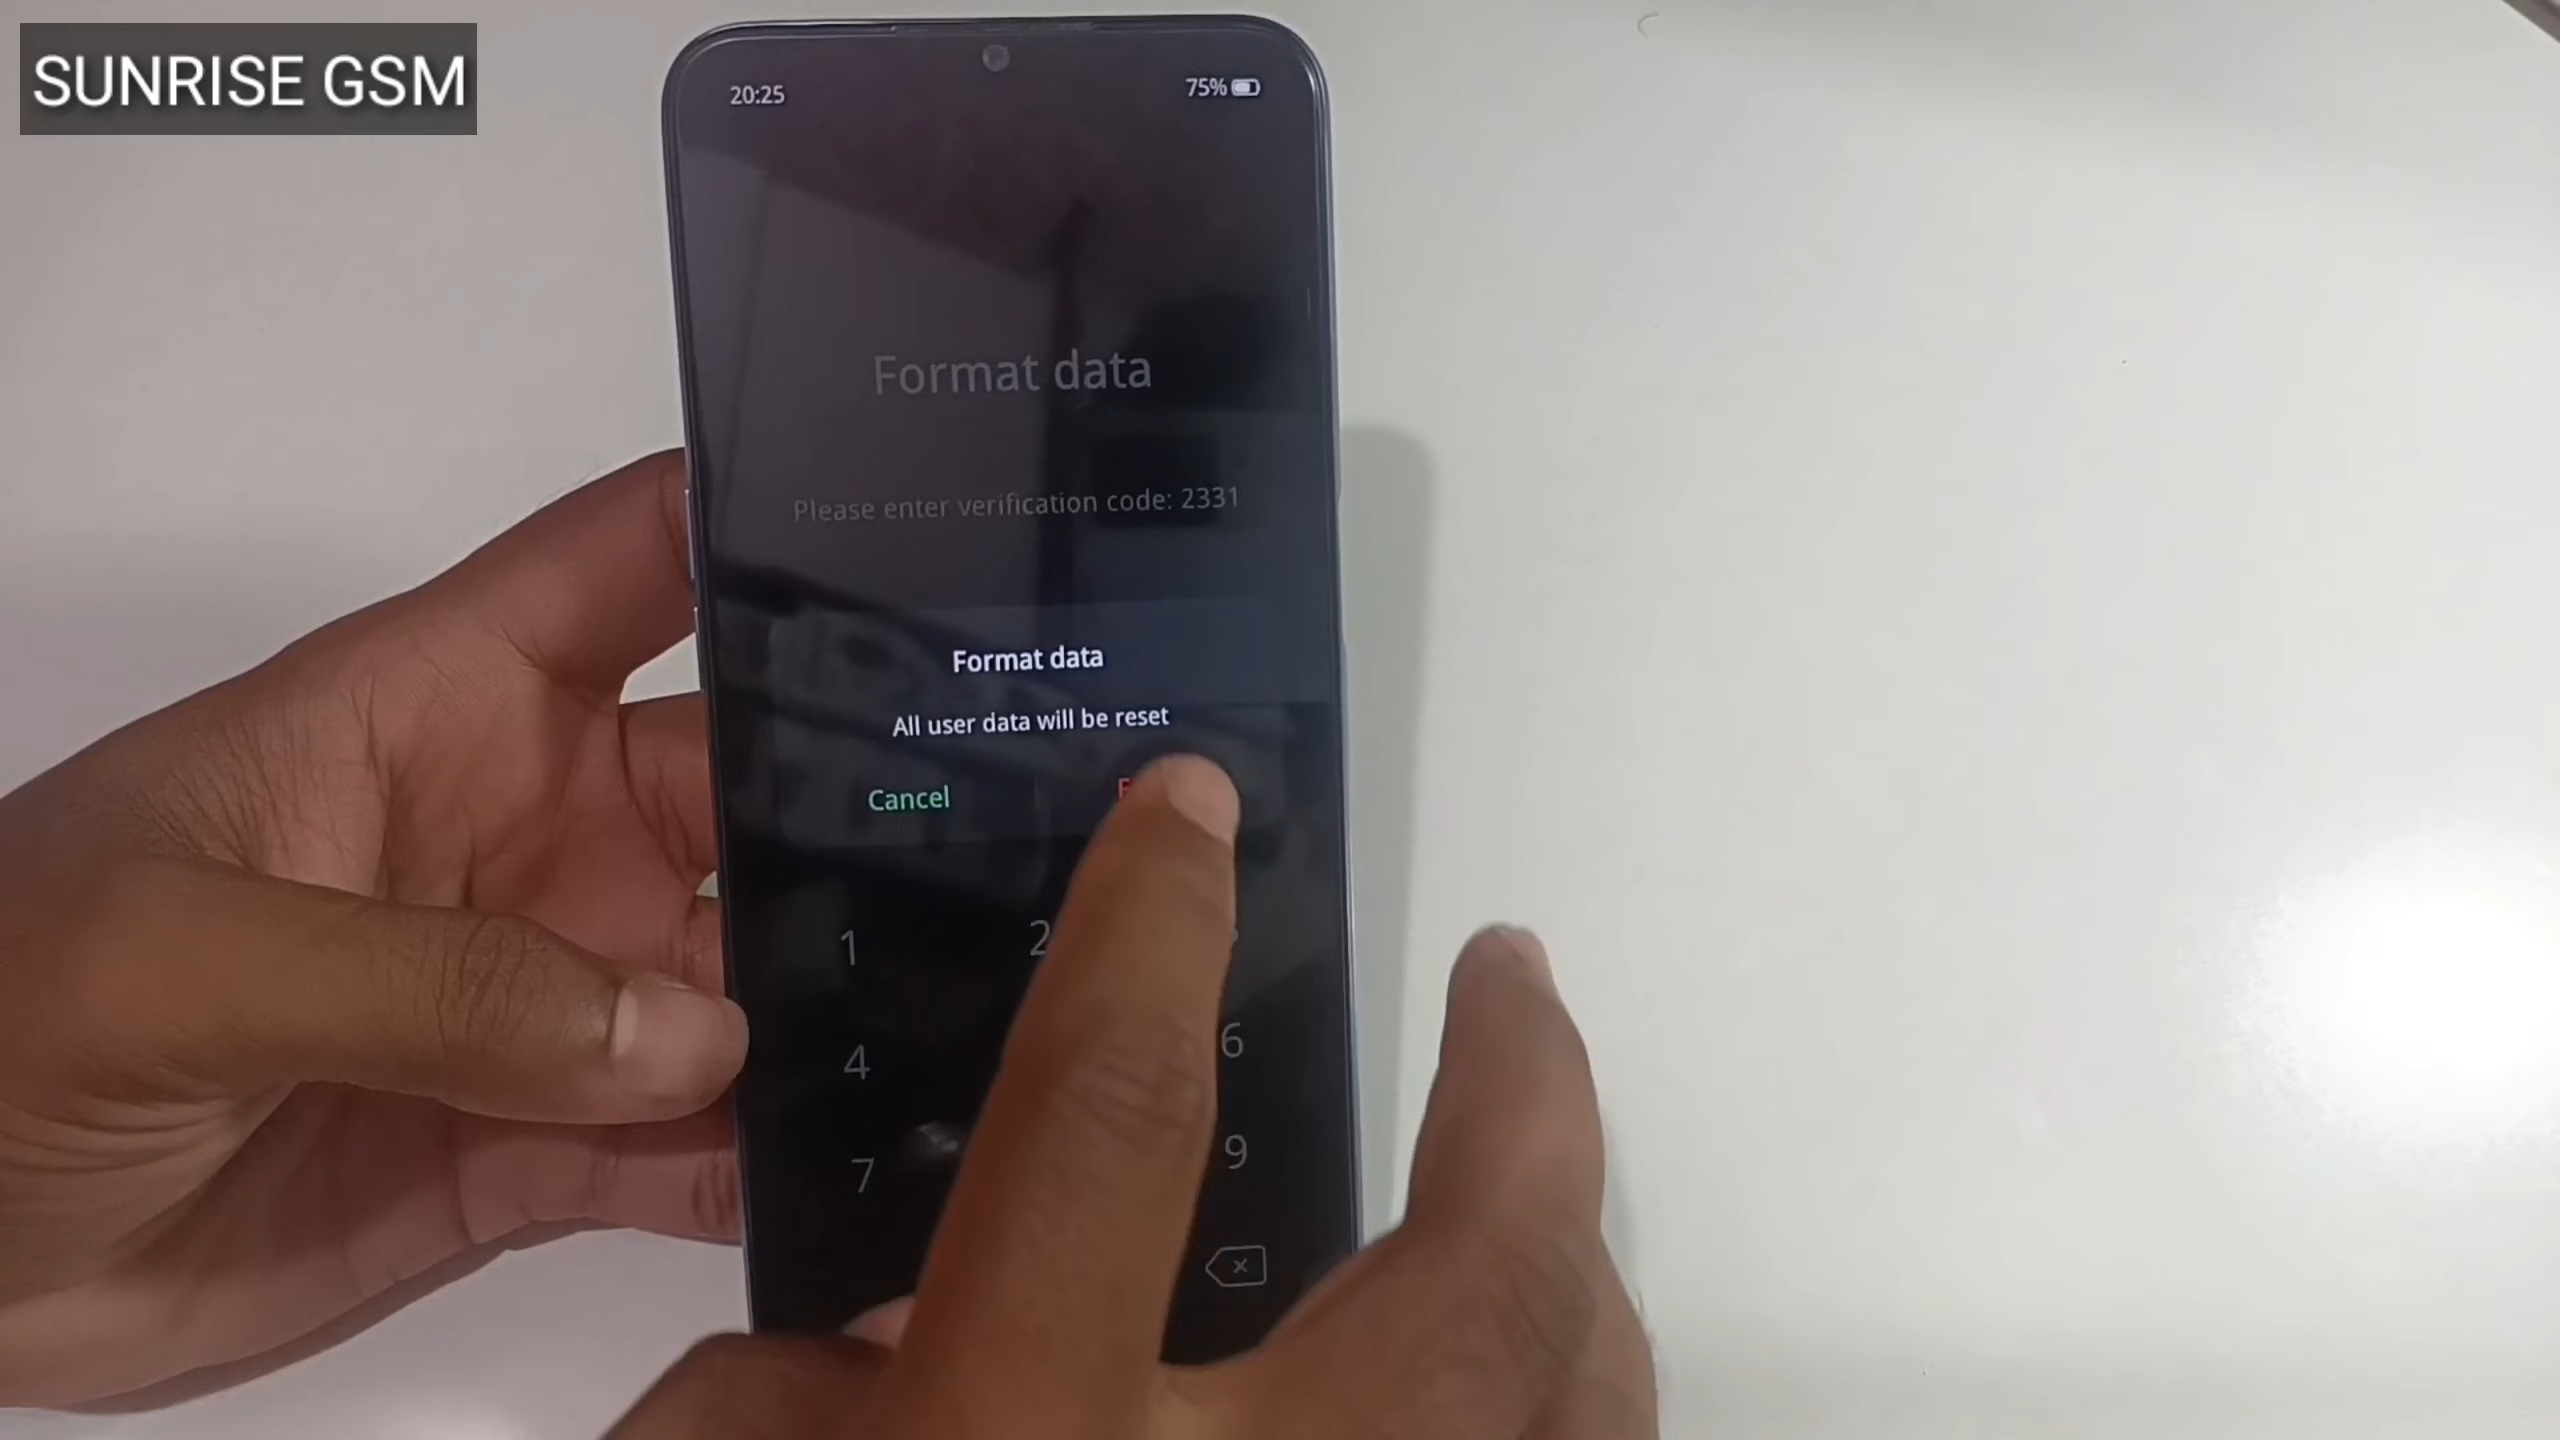 SUNRISE GSM
20:25
75%
Format data
Please enter verification code: 2331
Format data
All user data will be reset
Cancel
1 2
4 6
7 9